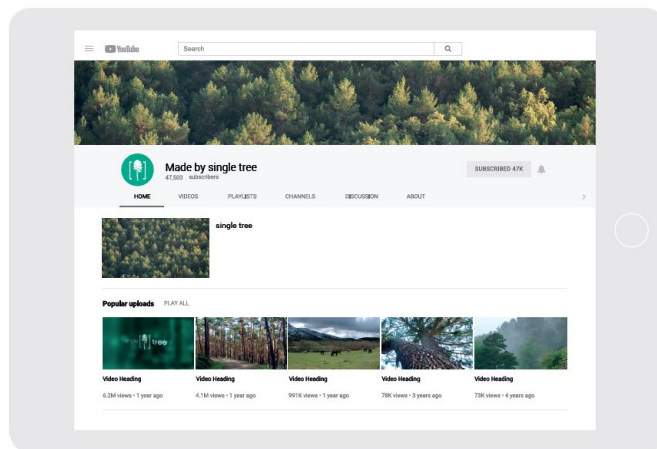 YouTube
Search
Made by single tree
47,503 subscribers
SUBSCRIBED 47K
HOME VIDEOS PLAYLISTS CHANNELS DISCUSSION ABOUT
single tree
Popular uploads PLAY ALL
single tree
Video Heading Video Heading Video Heading Video Heading Video Heading
6.2M views • 1 year ago 4.1M views • 1 year ago 991K views • 1 year ago 78K views • 3 years ago 73K views • 4 years ago